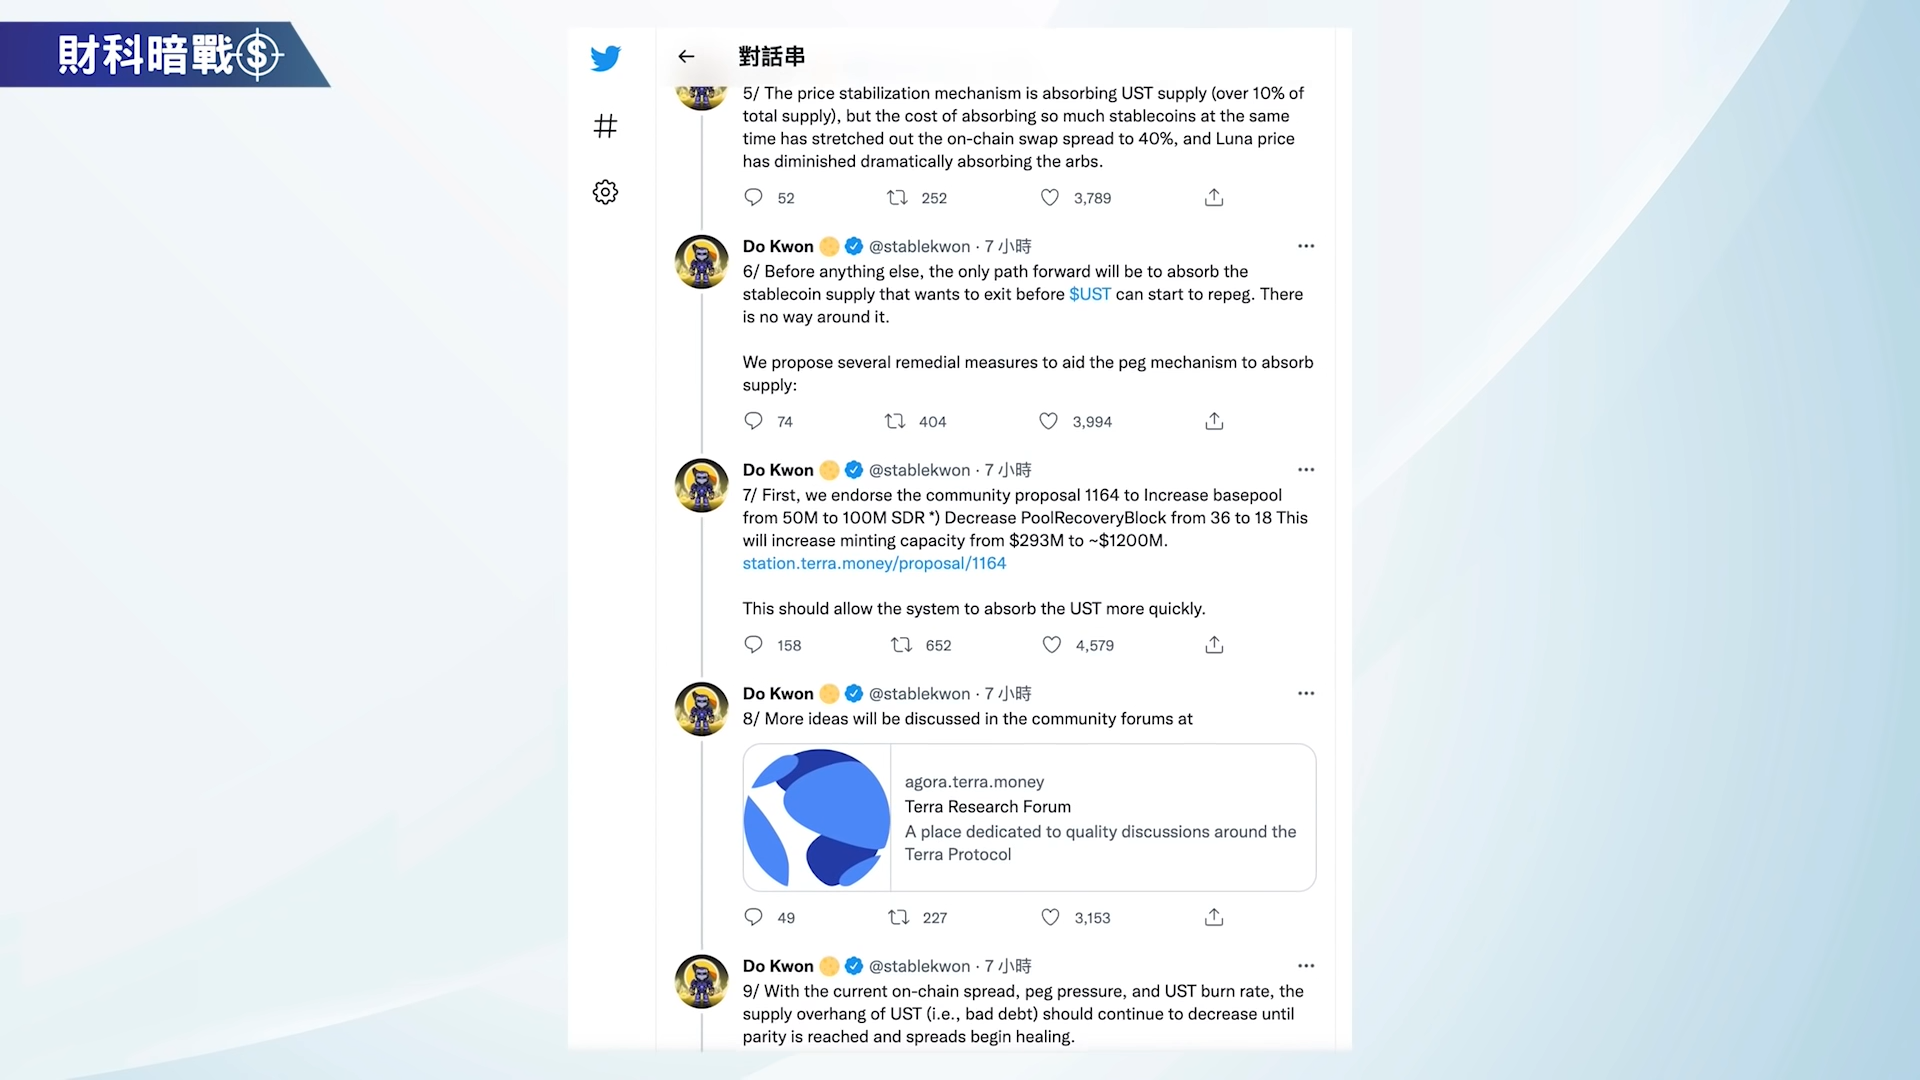 財科暗戰$
對話串
5/ The price stabilization mechanism is absorbing UST supply (over 10% of
total supply), but the cost of absorbing so much stablecoins at the same
time has stretched out the on-chain swap spread to 40%, and Luna price
has diminished dramatically absorbing the arbs.
52 252 3,789
Do Kwon @stablekwon · 7 小時
6/ Before anything else, the only path forward will be to absorb the
stablecoin supply that wants to exit before $UST can start to repeg. There
is no way around it.
We propose several remedial measures to aid the peg mechanism to absorb
supply:
74 404 3,994
Do Kwon @stablekwon · 7 小時
7/ First, we endorse the community proposal 1164 to Increase basepool
from 50M to 100M SDR *) Decrease PoolRecoveryBlock from 36 to 18 This
will increase minting capacity from $293M to ~$1200M.
station.terra.money/proposal/1164
This should allow the system to absorb the UST more quickly.
158 652 4,579
Do Kwon @stablekwon · 7 小時
8/ More ideas will be discussed in the community forums at
agora.terra.money
Terra Research Forum
A place dedicated to quality discussions around the
Terra Protocol
49 227 3,153
Do Kwon @stablekwon · 7 小時
9/ With the current on-chain spread, peg pressure, and UST burn rate, the
supply overhang of UST (i.e., bad debt) should continue to decrease until
parity is reached and spreads begin healing.